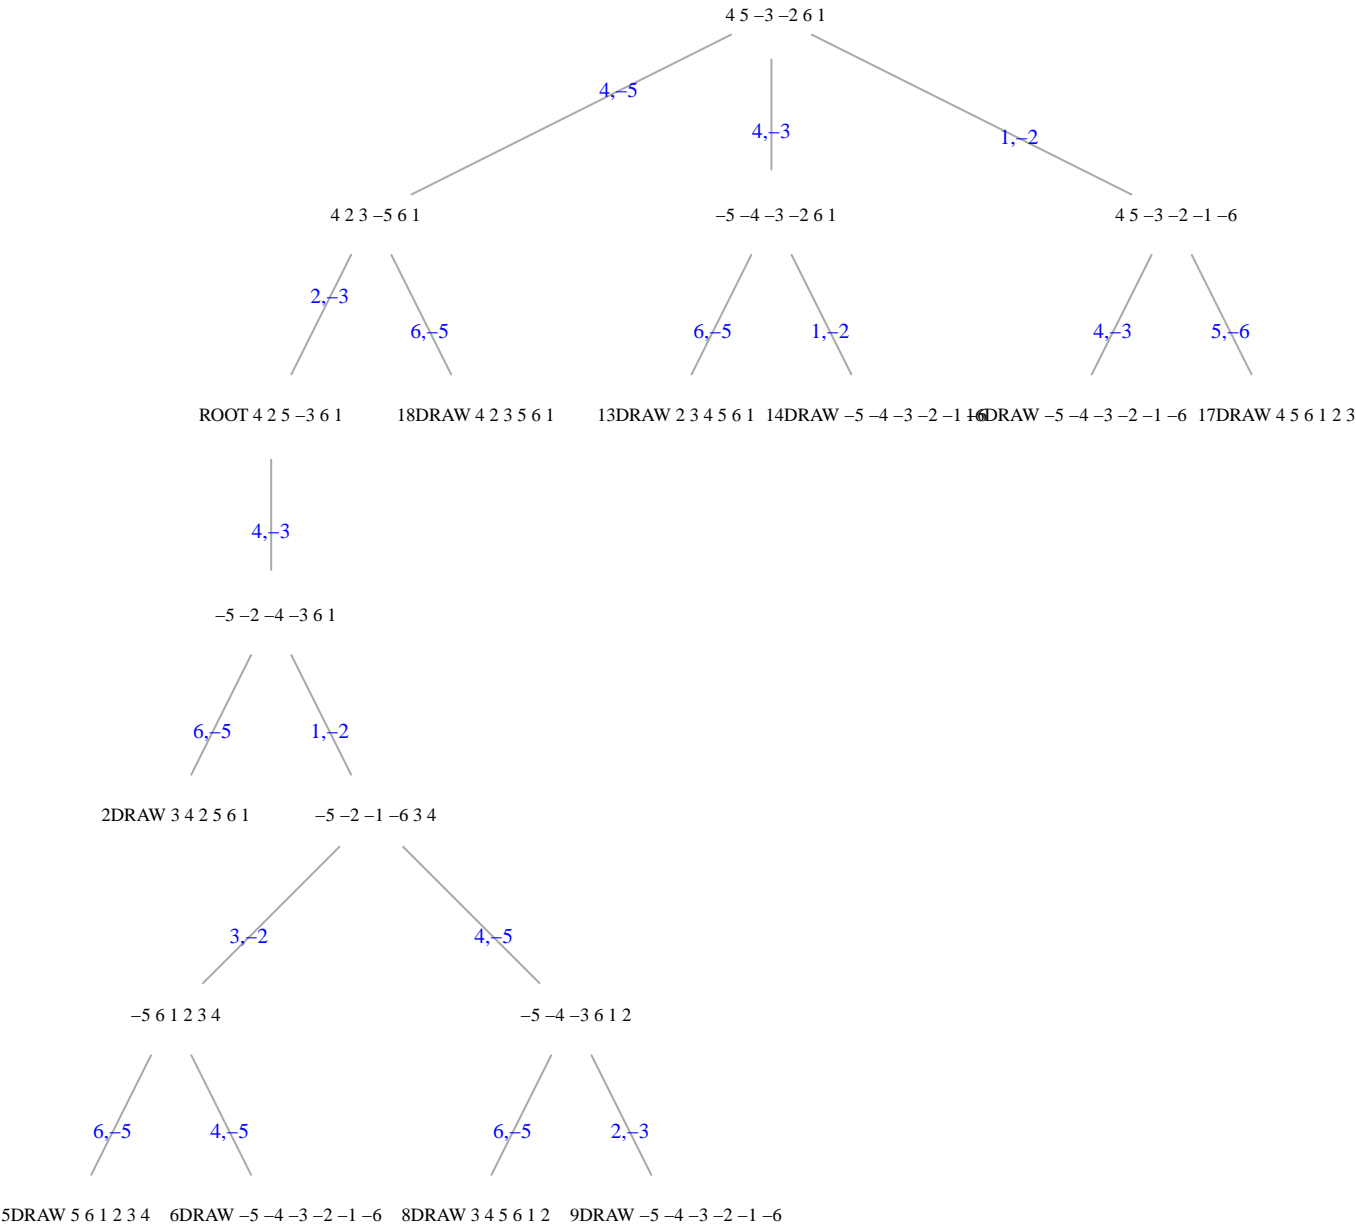 4 5 –3 –2 6 1
4,–5
4,–3
1,–2
4 2 3 –5 6 1
–5 –4 –3 –2 6 1
4 5 –3 –2 –1 –6
2,–3
6,–5
6,–5
1,–2
4,–3
5,–6
ROOT 4 2 5 –3 6 1
18DRAW 4 2 3 5 6 1
13DRAW 2 3 4 5 6 1
14DRAW –5 –4 –3 –2 –1 –6
16DRAW –5 –4 –3 –2 –1 –6
17DRAW 4 5 6 1 2 3
4,–3
–5 –2 –4 –3 6 1
6,–5
1,–2
2DRAW 3 4 2 5 6 1
–5 –2 –1 –6 3 4
3,–2
4,–5
–5 6 1 2 3 4
–5 –4 –3 6 1 2
6,–5
4,–5
6,–5
2,–3
5DRAW 5 6 1 2 3 4
6DRAW –5 –4 –3 –2 –1 –6
8DRAW 3 4 5 6 1 2
9DRAW –5 –4 –3 –2 –1 –6